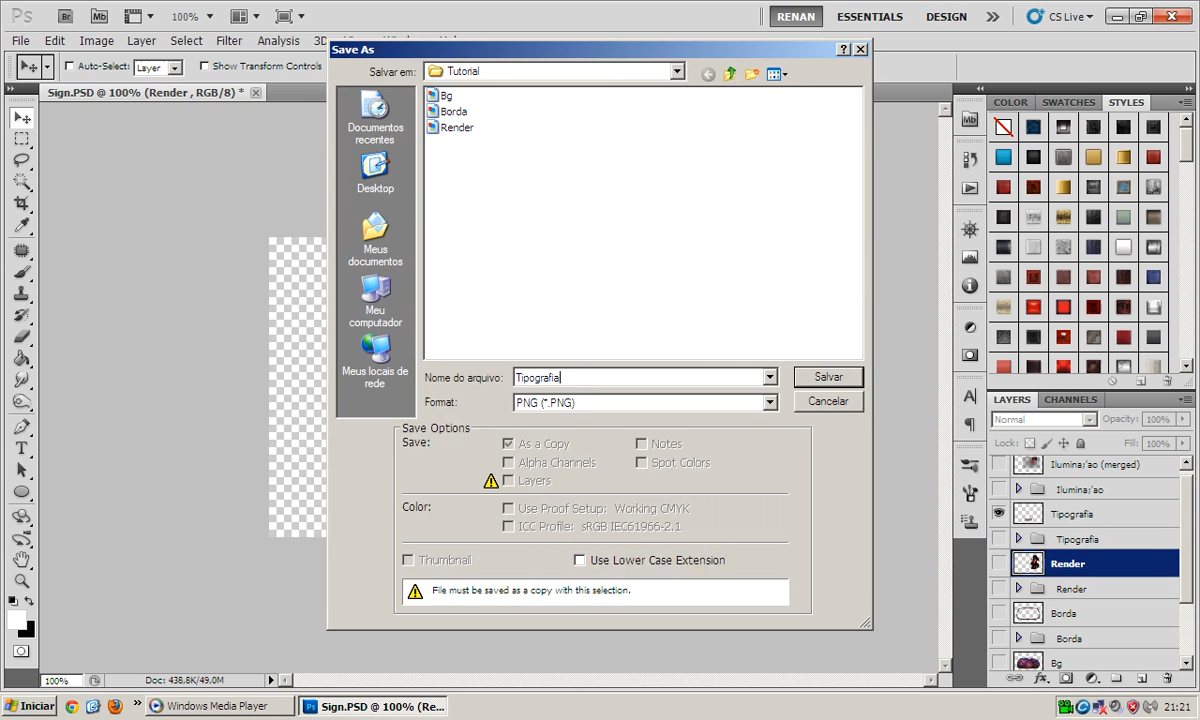 Ps Br Mb 100% RENAN ESSENTIALS DESIGN CS Live
File Edit Image Layer Select Filter Analysis 3D
Auto-Select: Layer Show Transform Controls
Sign.PSD @ 100% (Render , RGB/8) *
Save As
Salvar em: Tutorial
Documentos recentes
Desktop
Meus documentos
Meu computador
Meus locais de rede
Bg
Borda
Render
Nome do arquivo: Tipografia Salvar
Format: PNG (*.PNG) Cancelar
Save Options
Save: As a Copy Notes
Alpha Channels Spot Colors
Layers
Color: Use Proof Setup: Working CMYK
ICC Profile: sRGB IEC61966-2.1
Thumbnail Use Lower Case Extension
File must be saved as a copy with this selection.
COLOR SWATCHES STYLES
Mb
LAYERS CHANNELS
Normal Opacity: 100%
Lock: Fill: 100%
Ilumina;'ao (merged)
Ilumina;'ao
Tipografia
Tipografia
Render
Render
Borda
Borda
Bg
100% Doc: 438,8K/49,0M
Iniciar Windows Media Player Sign.PSD @ 100% (Re... 21:21